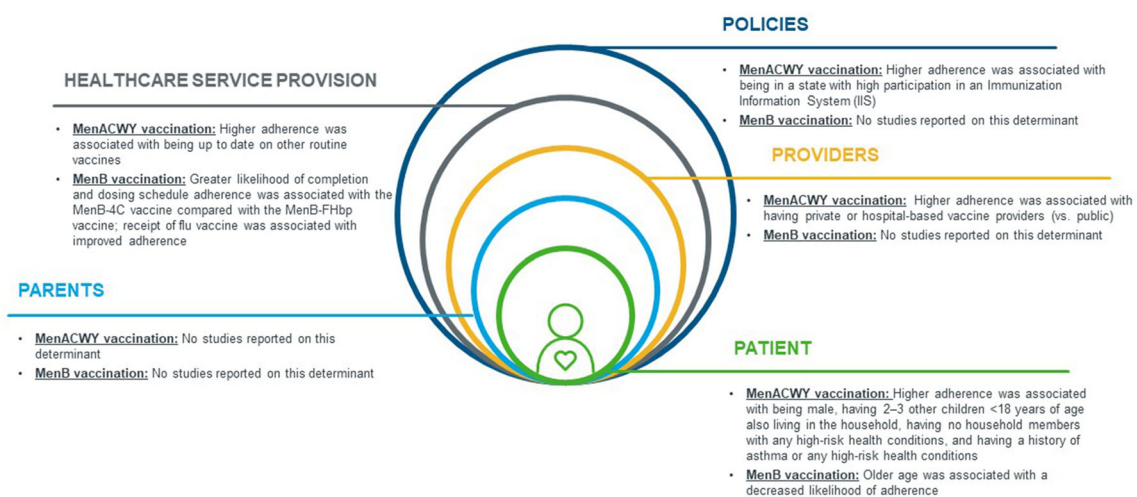 POLICIES
• MenACWY vaccination: Higher adherence was associated with
being in a state with high participation in an Immunization
Information System (IIS)
• MenB vaccination: No studies reported on this determinant
HEALTHCARE SERVICE PROVISION
• MenACWY vaccination: Higher adherence was
associated with being up to date on other routine
vaccines
• MenB vaccination: Greater likelihood of completion
and dosing schedule adherence was associated with the
MenB-4C vaccine compared with the MenB-FHbp
vaccine; receipt of flu vaccine was associated with
improved adherence
PROVIDERS
• MenACWY vaccination: Higher adherence was associated with
having private or hospital-based vaccine providers (vs. public)
• MenB vaccination: No studies reported on this determinant
PARENTS
• MenACWY vaccination: No studies reported on this
determinant
• MenB vaccination: No studies reported on this determinant
PATIENT
• MenACWY vaccination: Higher adherence was associated
with being male, having 2–3 other children <18 years of age
also living in the household, having no household members
with any high-risk health conditions, and having a history of
asthma or any high-risk health conditions
• MenB vaccination: Older age was associated with a
decreased likelihood of adherence